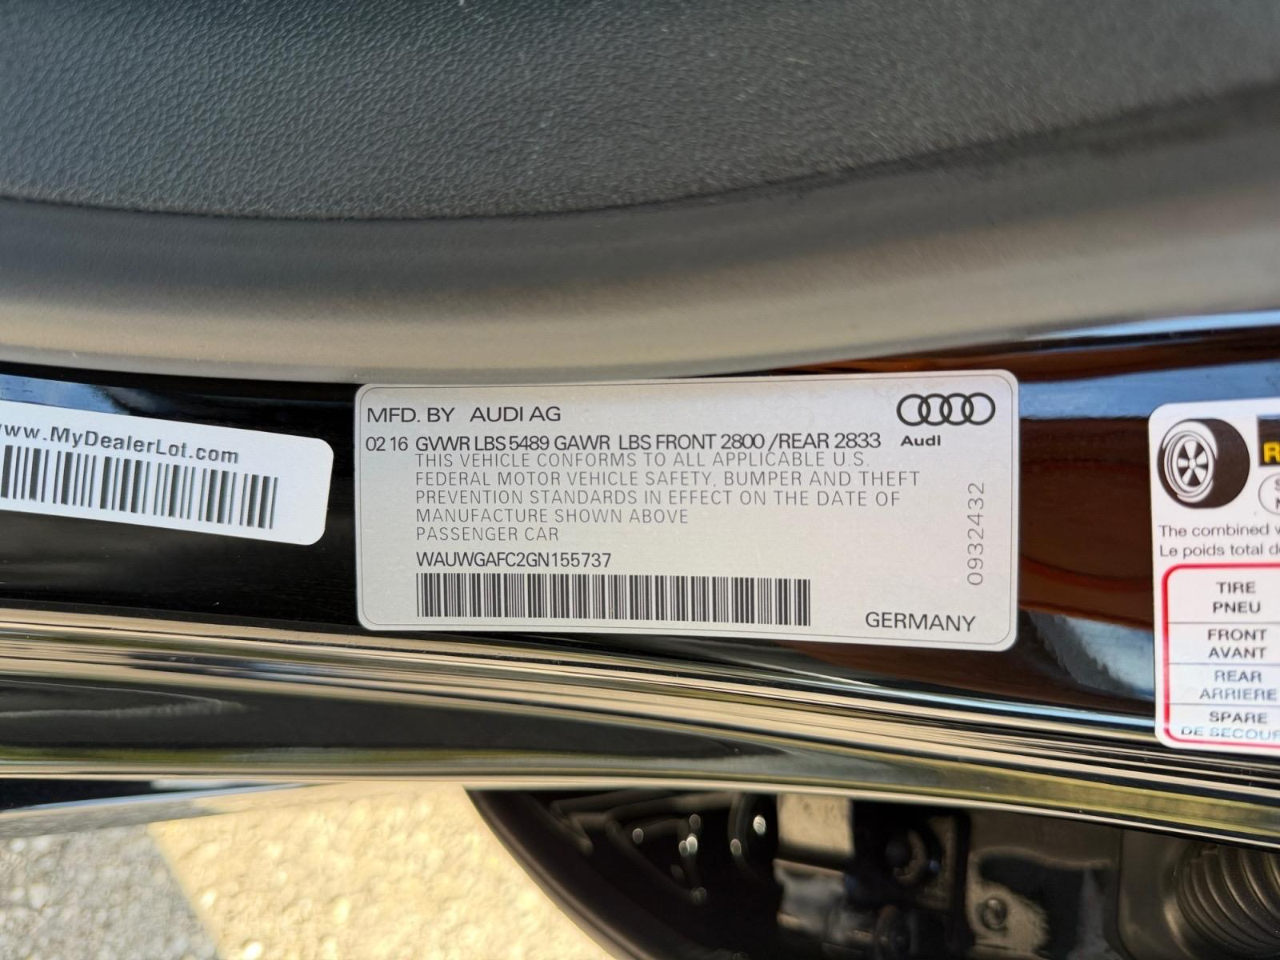 www.MyDealerLot.com
MFD. BY AUDI AG
Audi
02 16 GVWR LBS 5489 GAWR LBS FRONT 2800 /REAR 2833
THIS VEHICLE CONFORMS TO ALL APPLICABLE U.S.
FEDERAL MOTOR VEHICLE SAFETY, BUMPER AND THEFT
PREVENTION STANDARDS IN EFFECT ON THE DATE OF
MANUFACTURE SHOWN ABOVE
PASSENGER CAR
WAUWGAFC2GN155737
0932432
GERMANY
The combined
Le poids total
TIRE
PNEU
FRONT
AVANT
REAR
ARRIERE
SPARE
DE